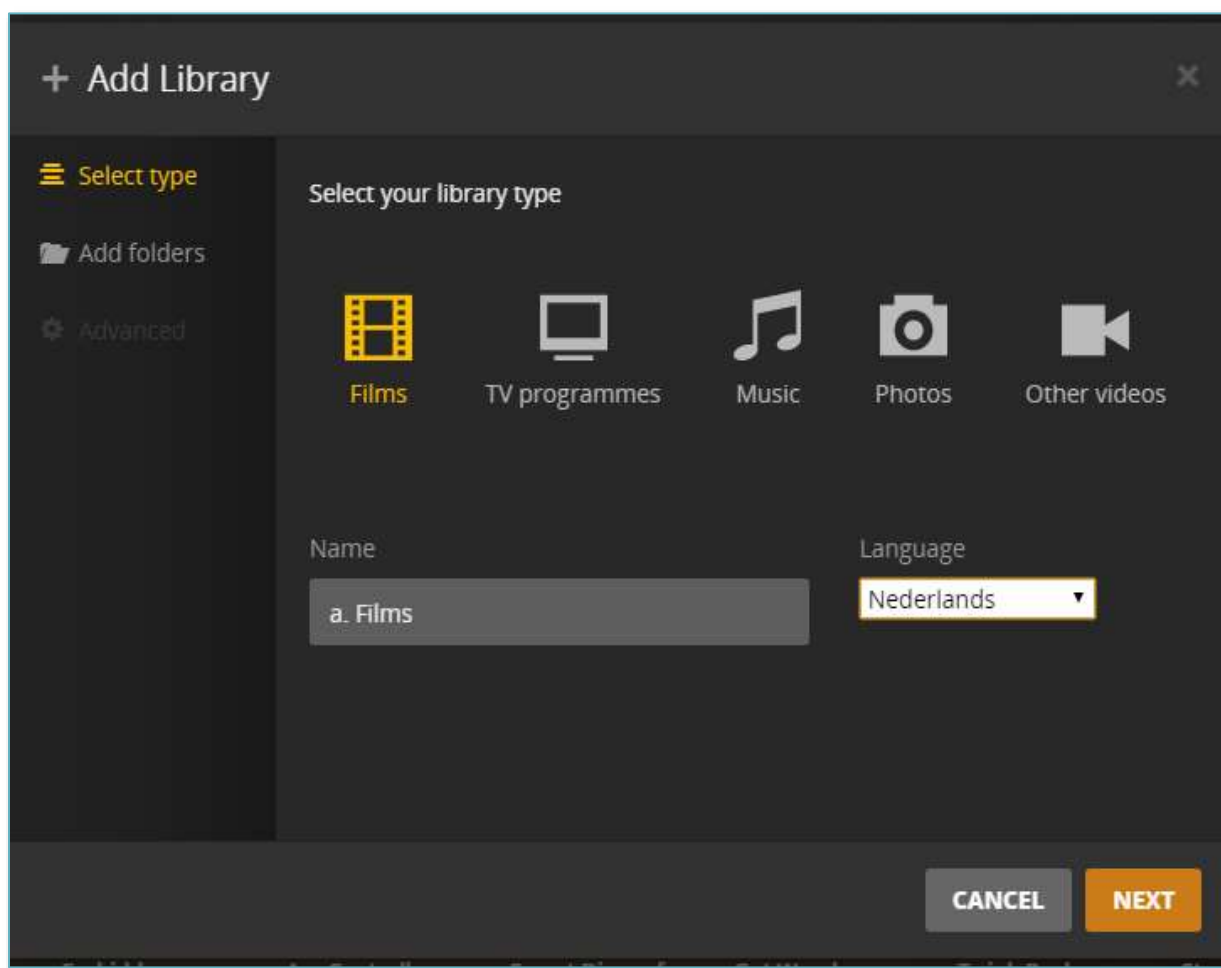 + Add Library
×
Select type
Add folders
Advanced
Select your library type
Films TV programmes Music Photos Other videos
Name Language
a. Films Nederlands
CANCEL NEXT